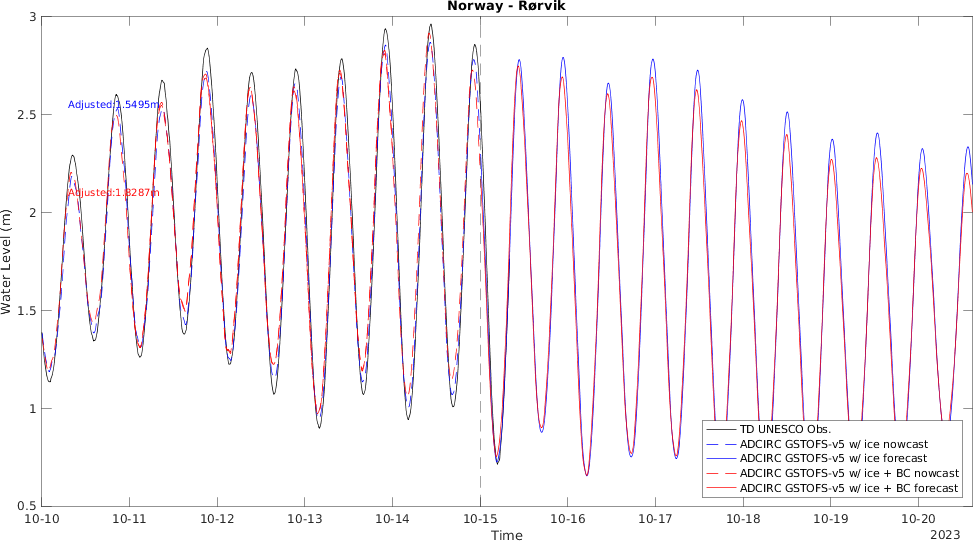 Norway - Rørvik
3
2.5
2
1.5
1
0.5
Water Level (m)
Adjusted:1.5495m
Adjusted:1.8287m
TD UNESCO Obs.
ADCIRC GSTOFS-v5 w/ ice nowcast
ADCIRC GSTOFS-v5 w/ ice forecast
ADCIRC GSTOFS-v5 w/ ice + BC nowcast
ADCIRC GSTOFS-v5 w/ ice + BC forecast
10-10 10-11 10-12 10-13 10-14 10-15 10-16 10-17 10-18 10-19 10-20
Time
2023